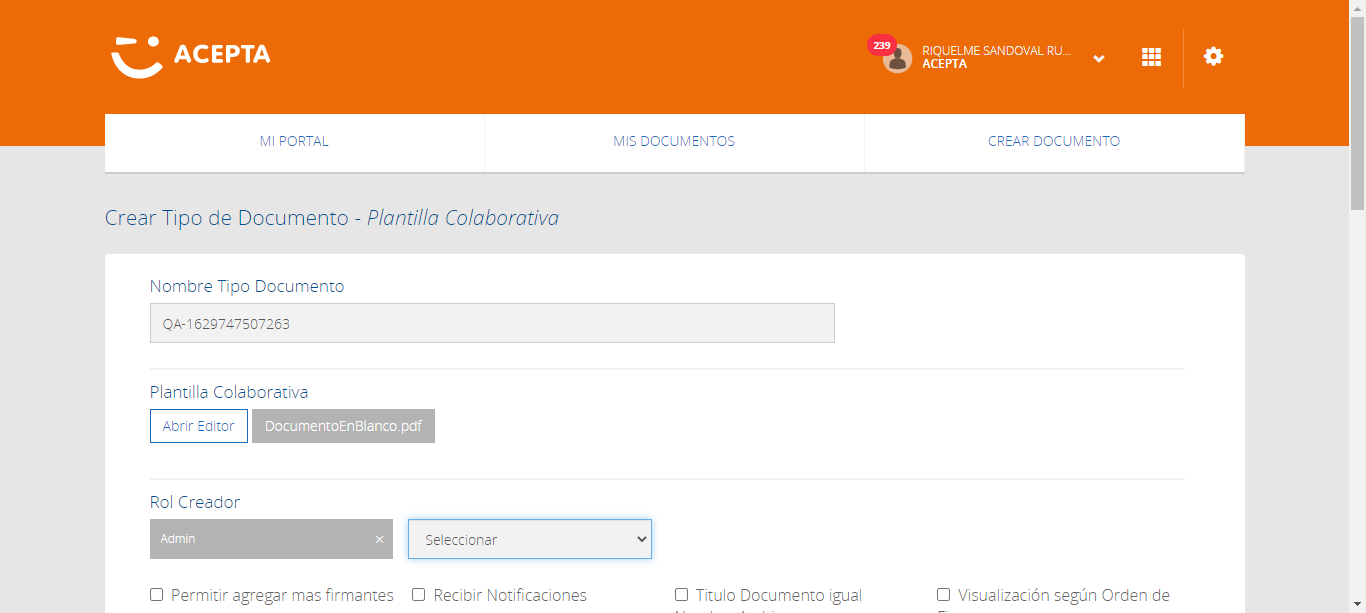 ACEPTA
239
RIQUELME SANDOVAL RU...
ACEPTA
MI PORTAL
MIS DOCUMENTOS
CREAR DOCUMENTO
Crear Tipo de Documento - Plantilla Colaborativa
Nombre Tipo Documento
QA-1629747507263
Plantilla Colaborativa
Abrir Editor
DocumentoEnBlanco.pdf
Rol Creador
Admin ×
Seleccionar
Permitir agregar mas firmantes
Recibir Notificaciones
Titulo Documento igual
Visualización según Orden de